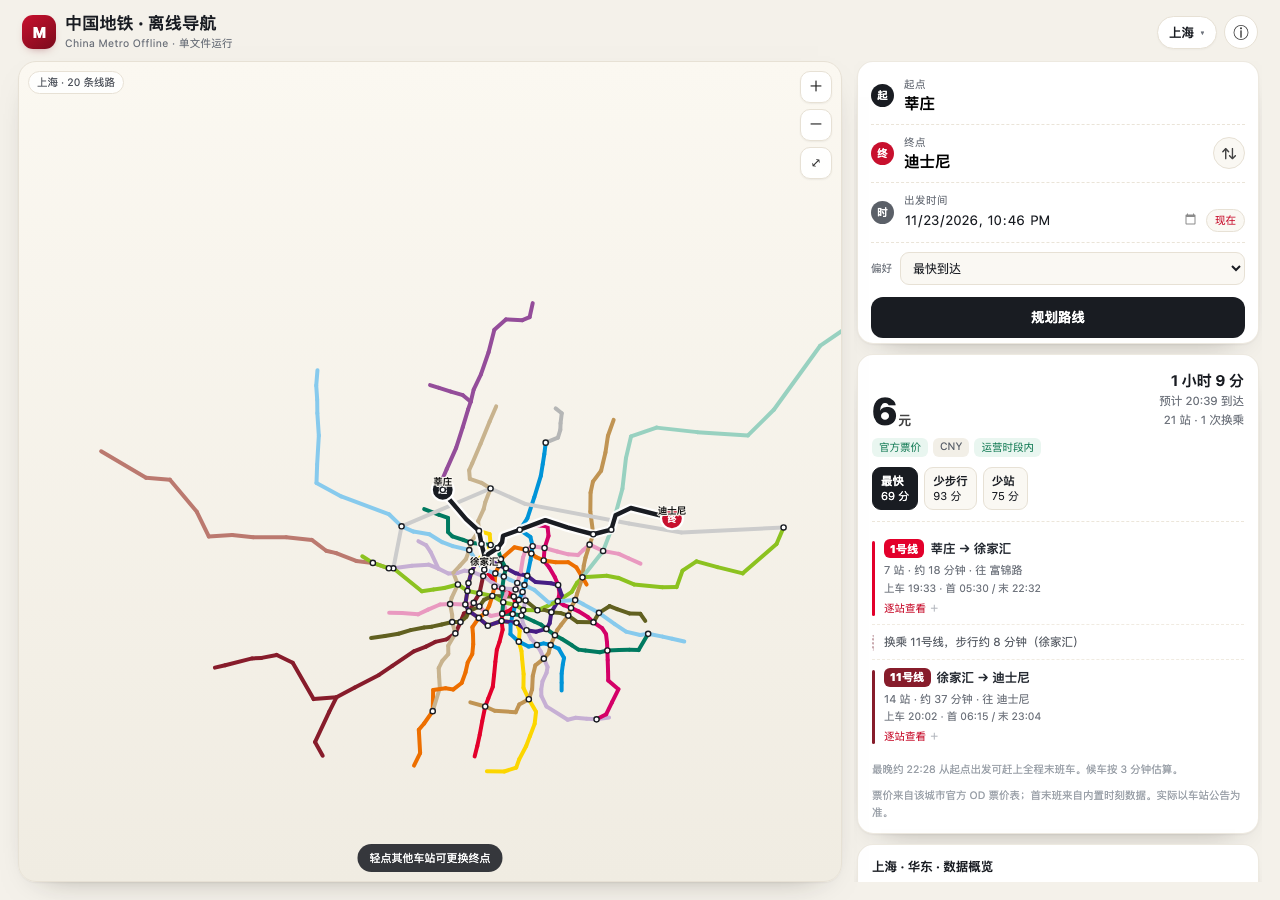 M
中国地铁 · 离线导航
China Metro Offline · 单文件运行
上海 ▾
ⓘ
上海 · 20 条线路
+
−
⤢
莘庄
迪士尼
终
徐家汇
轻点其他车站可更换终点
起
起点
莘庄
终
终点
迪士尼
时
出发时间
11/23/2026, 10:46 PM
现在
偏好
最快到达
规划路线
6元
1 小时 9 分
预计 20:39 到达
21 站 · 1 次换乘
官方票价
CNY
运营时段内
最快
69 分
少步行
93 分
少站
75 分
1号线 莘庄 → 徐家汇
7 站 · 约 18 分钟 · 往 富锦路
上车 19:33 · 首 05:30 / 末 22:32
逐站查看 +
换乘 11号线，步行约 8 分钟（徐家汇）
11号线 徐家汇 → 迪士尼
14 站 · 约 37 分钟 · 往 迪士尼
上车 20:02 · 首 06:15 / 末 23:04
逐站查看 +
最晚约 22:28 从起点出发可赶上全程末班车。候车按 3 分钟估算。
票价来自该城市官方 OD 票价表；首末班来自内置时刻数据。实际以车站公告为
准。
上海 · 华东 · 数据概览